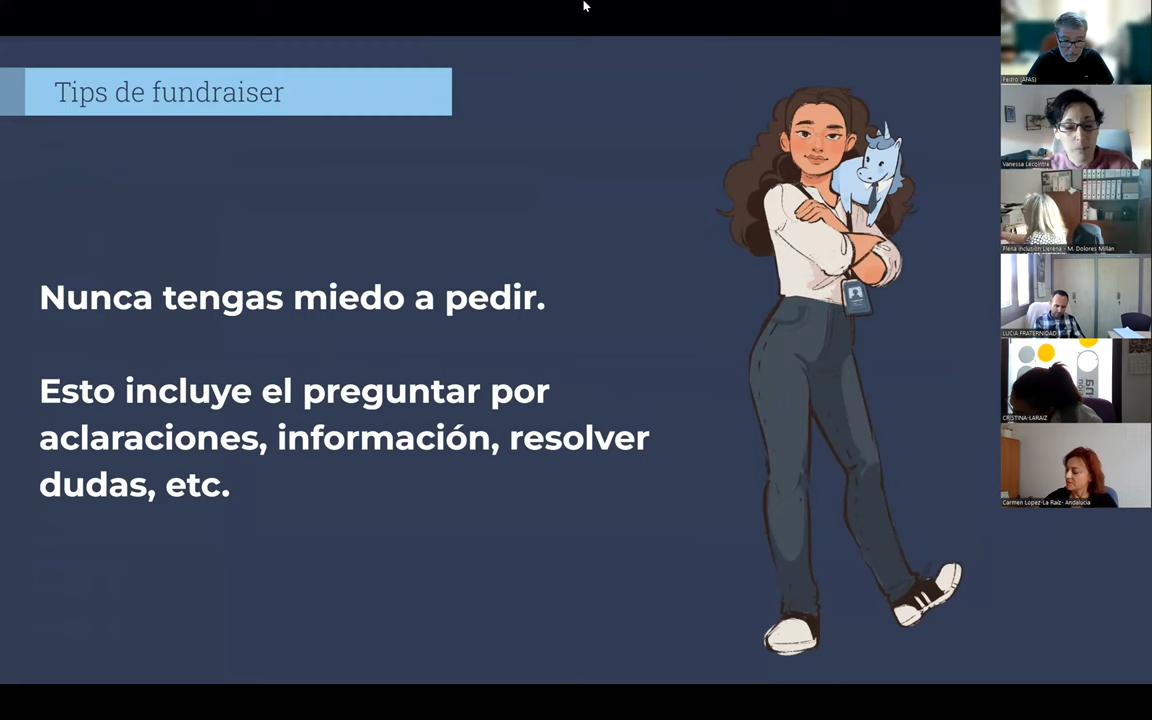 Tips de fundraiser
Nunca tengas miedo a pedir.
Esto incluye el preguntar por
aclaraciones, información, resolver
dudas, etc.
Pedro (AFAS)
Vanessa Lecointre
Plena inclusión Llerena - M. Dolores Millán
LUCIA FRATERNIDAD
CRISTINA-LARAIZ
Carmen Lopez-La Raíz- Andalucia